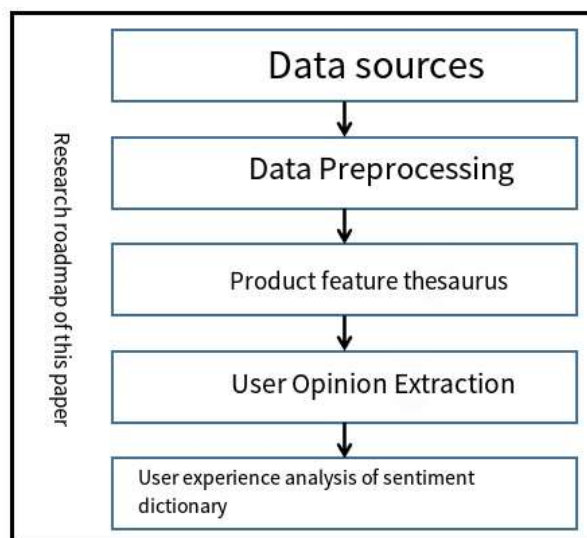 Research roadmap of this paper
Data sources
Data Preprocessing
Product feature thesaurus
User Opinion Extraction
User experience analysis of sentiment
dictionary